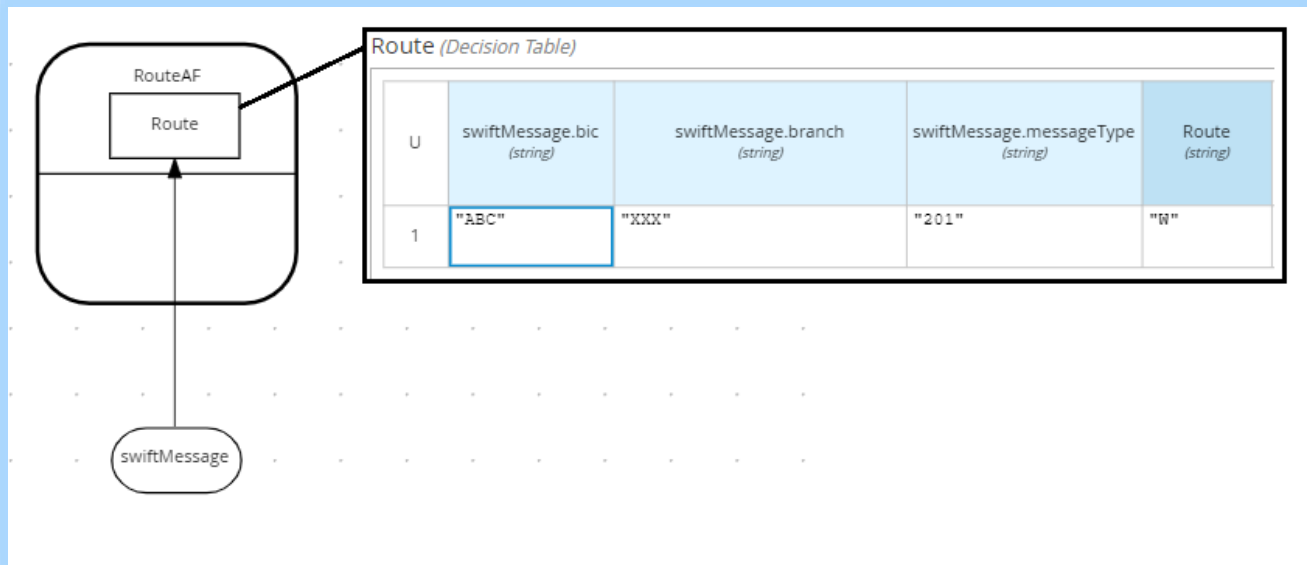 RouteAF
Route
swiftMessage
Route (Decision Table)
U
swiftMessage.bic
(string)
swiftMessage.branch
(string)
swiftMessage.messageType
(string)
Route
(string)
1
"ABC"
"XXX"
"201"
"W"